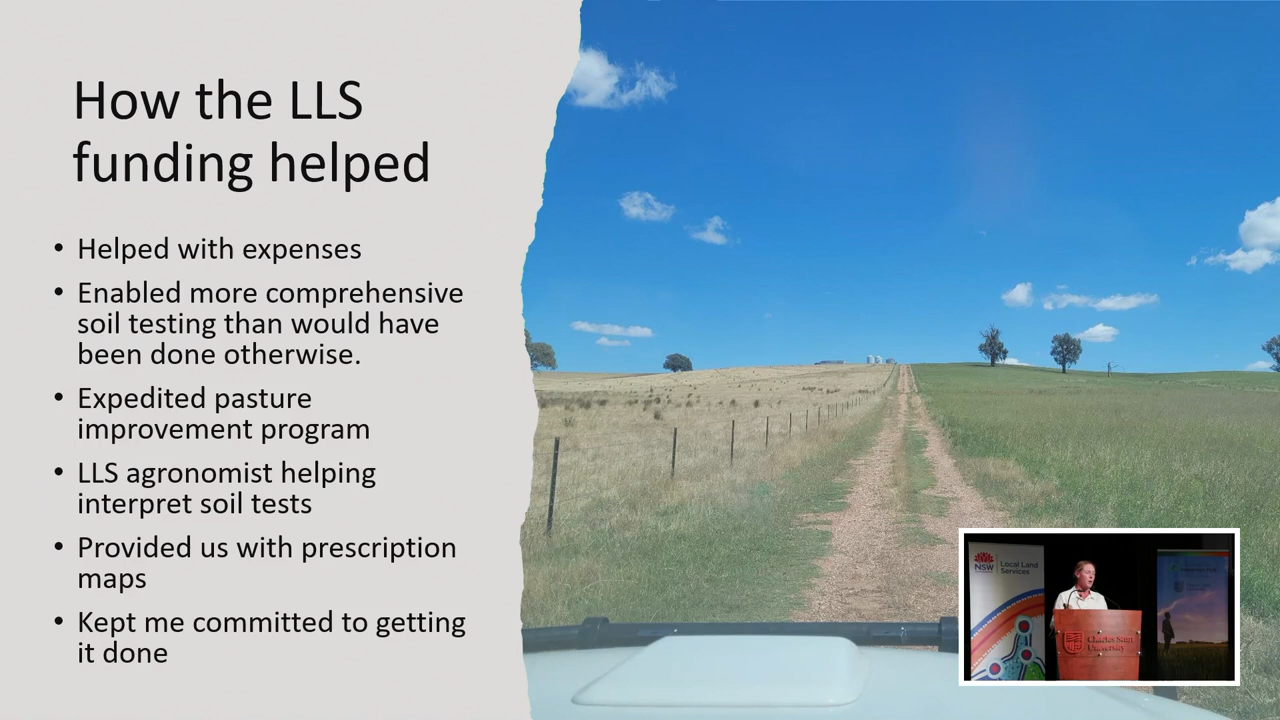 How the LLS
funding helped
• Helped with expenses
• Enabled more comprehensive
soil testing than would have
been done otherwise.
• Expedited pasture
improvement program
• LLS agronomist helping
interpret soil tests
• Provided us with prescription
maps
• Kept me committed to getting
it done
NSW
Local Land
Services
Charles Sturt
University